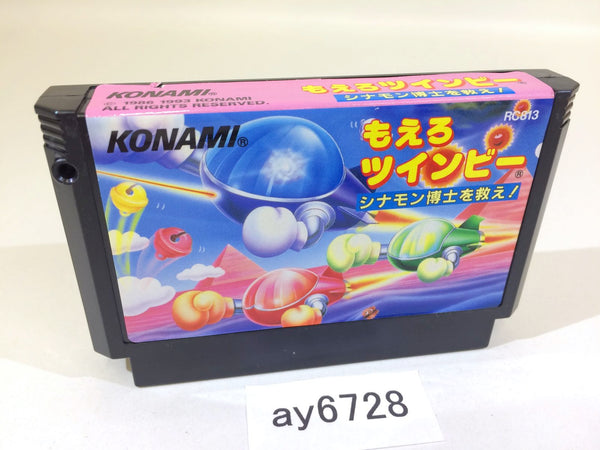 KONAMI®
© 1986 1993 KONAMI
ALL RIGHTS RESERVED.
もえろツインビー
シナモン博士を救え!
RC813
KONAMI®
もえろ
ツインビー®
シナモン博士を救え!
ay6728